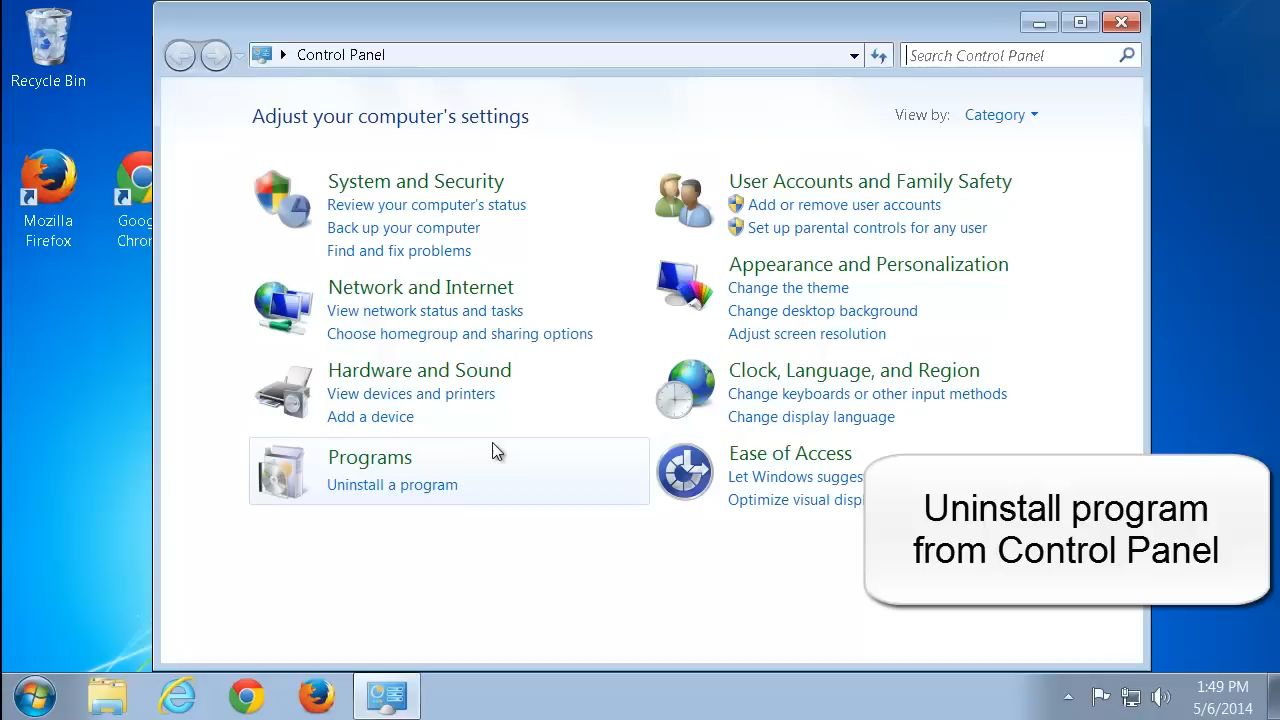 Recycle Bin
Mozilla
Firefox
Goog
Chron
Control Panel
Search Control Panel
Adjust your computer's settings
View by: Category
System and Security
Review your computer's status
Back up your computer
Find and fix problems
Network and Internet
View network status and tasks
Choose homegroup and sharing options
Hardware and Sound
View devices and printers
Add a device
Programs
Uninstall a program
User Accounts and Family Safety
Add or remove user accounts
Set up parental controls for any user
Appearance and Personalization
Change the theme
Change desktop background
Adjust screen resolution
Clock, Language, and Region
Change keyboards or other input methods
Change display language
Ease of Access
Let Windows sugges
Optimize visual displ
Uninstall program
from Control Panel
1:49 PM
5/6/2014